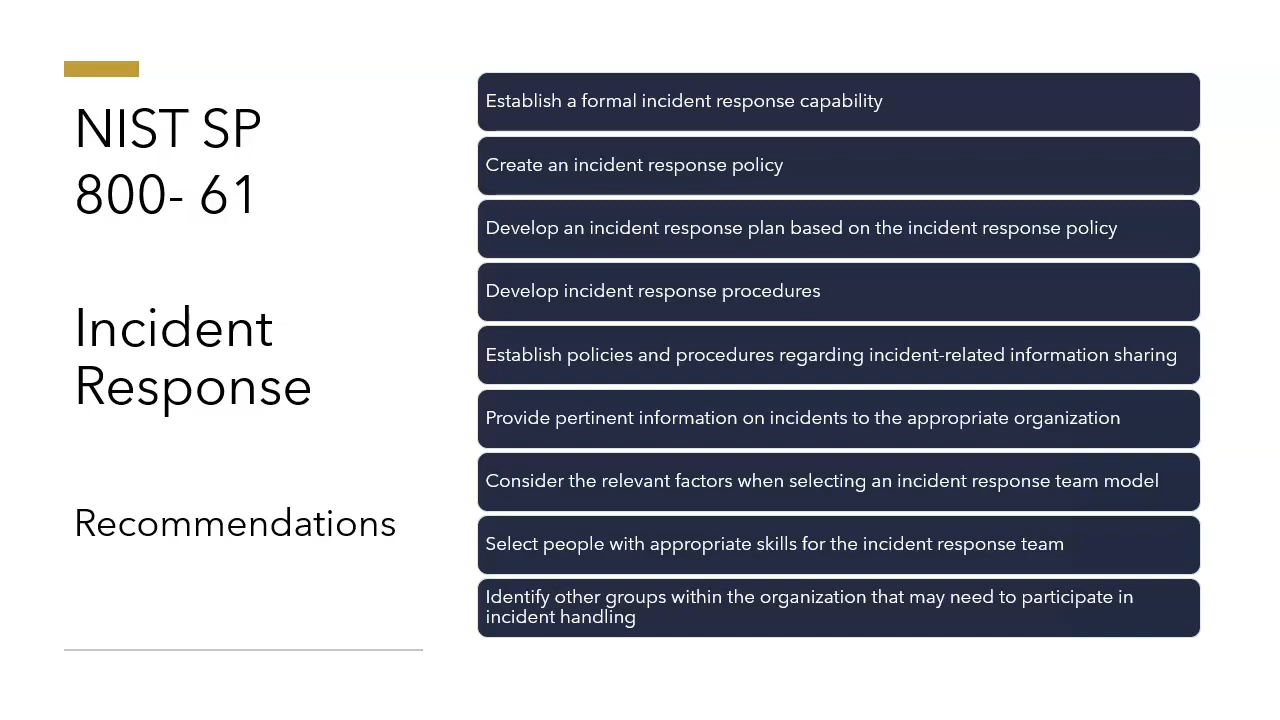 NIST SP
800- 61
Incident
Response
Recommendations
Establish a formal incident response capability
Create an incident response policy
Develop an incident response plan based on the incident response policy
Develop incident response procedures
Establish policies and procedures regarding incident-related information sharing
Provide pertinent information on incidents to the appropriate organization
Consider the relevant factors when selecting an incident response team model
Select people with appropriate skills for the incident response team
Identify other groups within the organization that may need to participate in
incident handling